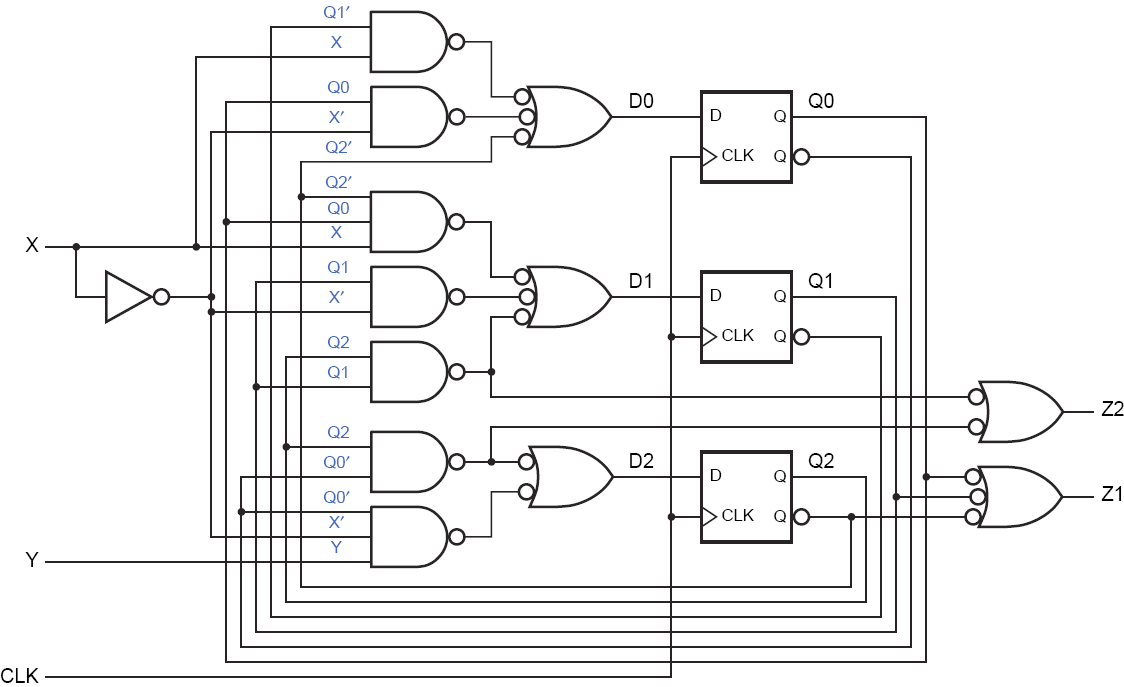 Q1′
X
Q0
X′
Q2′
D0
D
Q
CLK
Q
Q0
Q2′
Q0
X
X
Q1
X′
D1
D
Q
CLK
Q
Q1
Q2
Q1
Z2
Q2
Q0′
D2
D
Q
CLK
Q
Q2
Z1
Q0′
X′
Y
Y
CLK